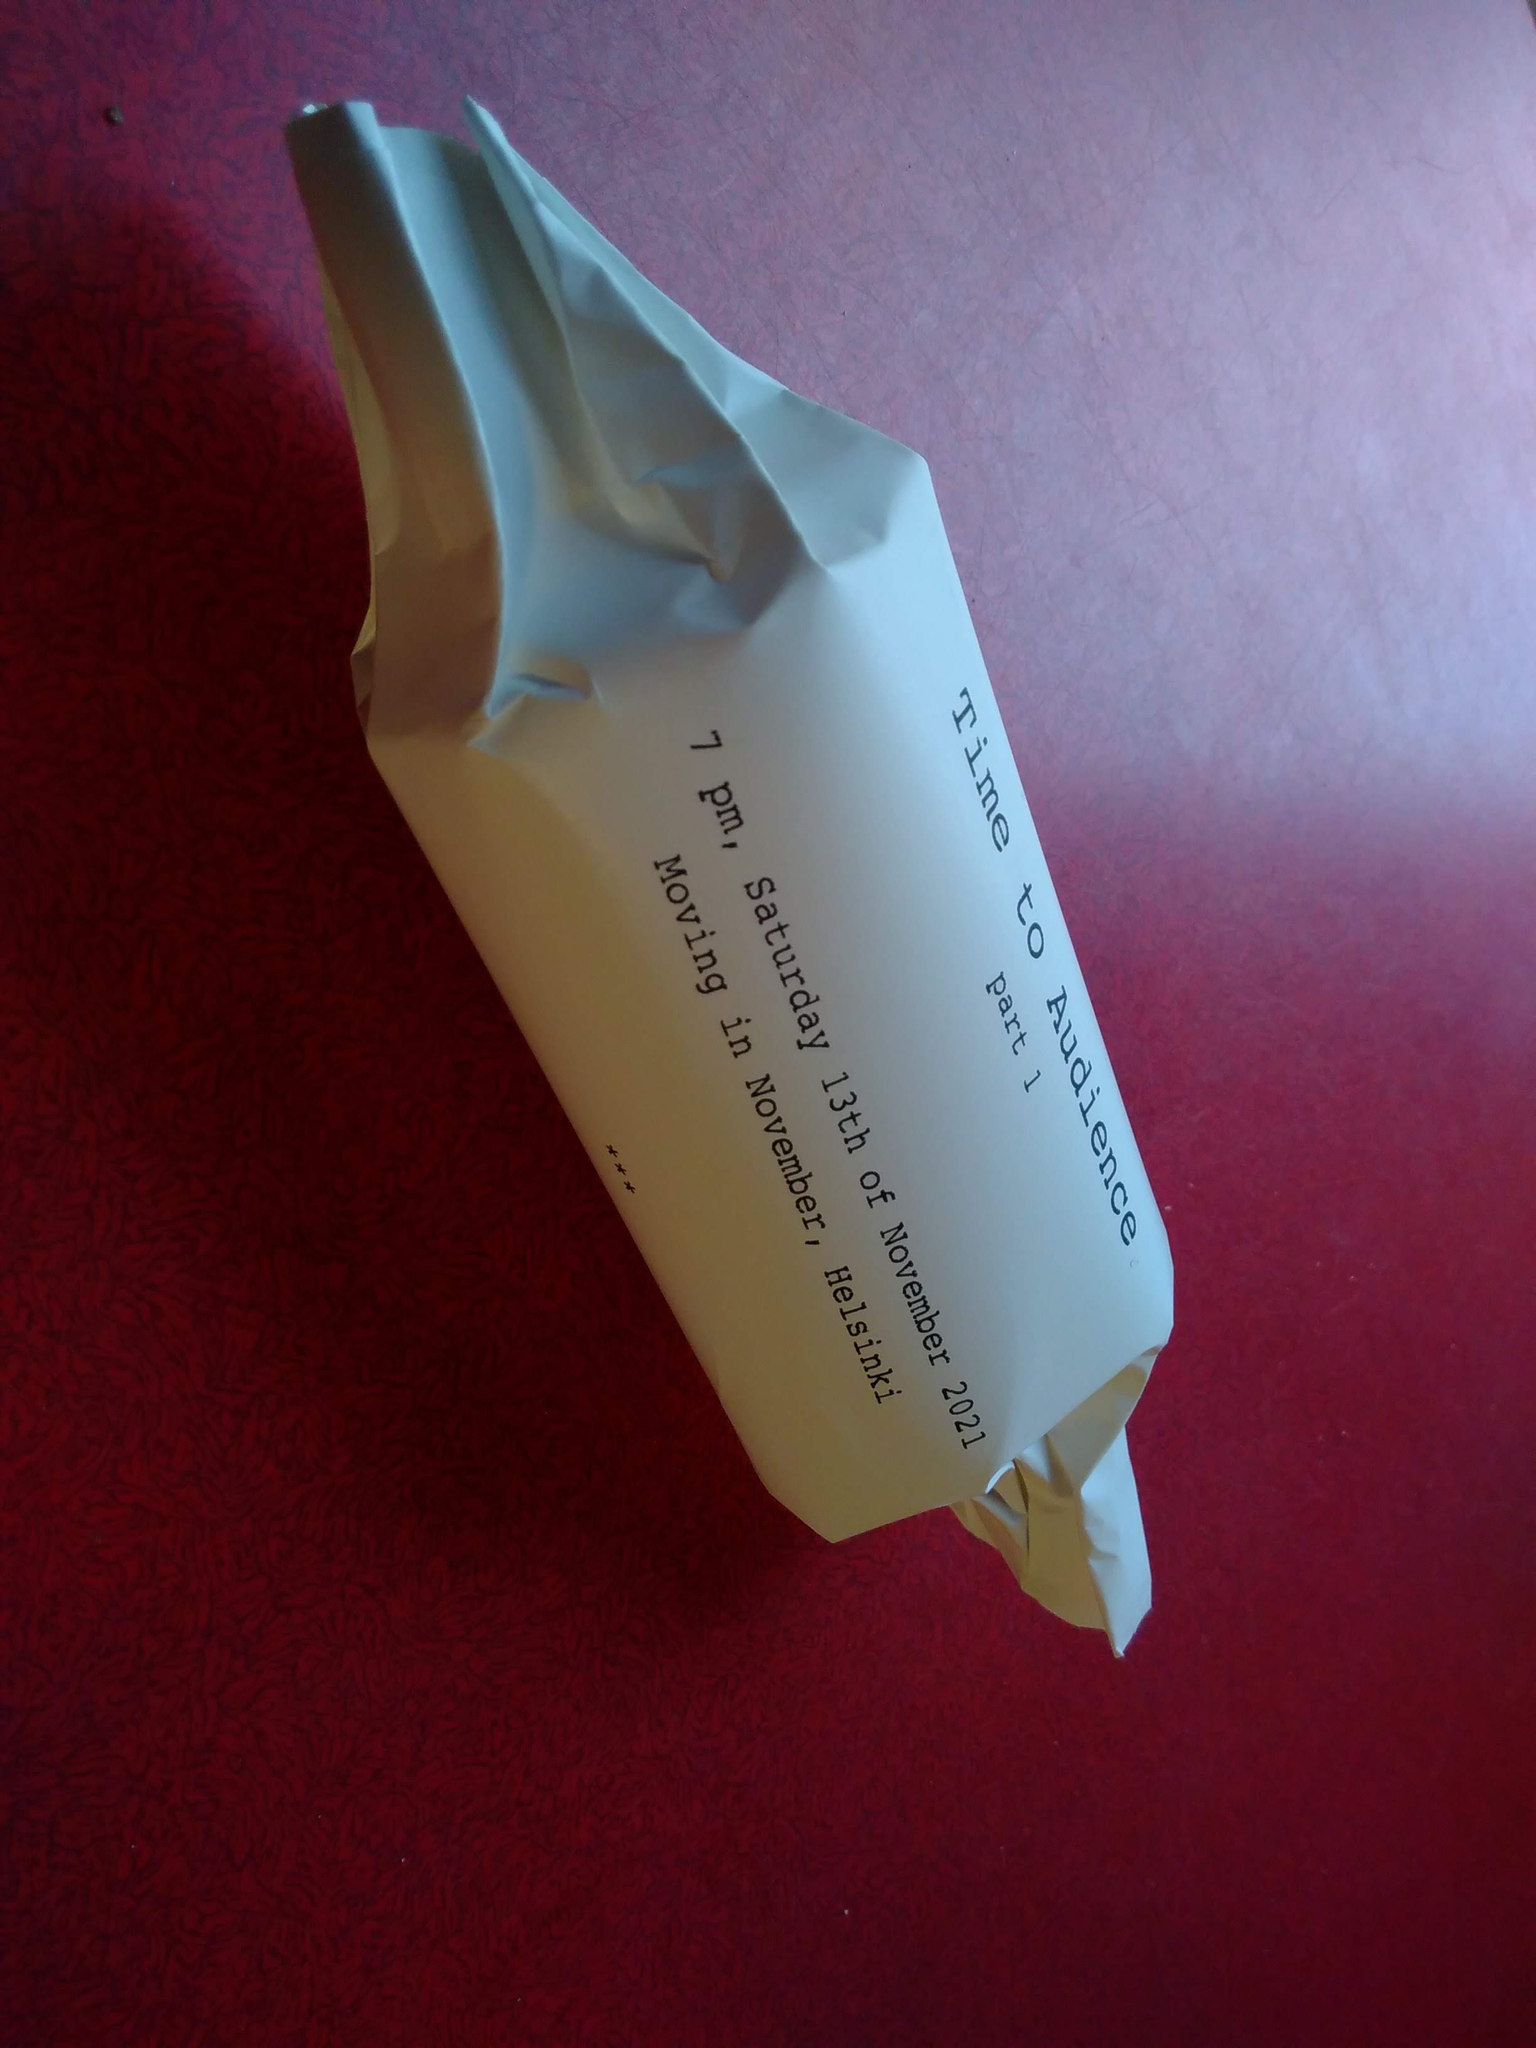 Time to Audience
part 1
7 pm, Saturday 13th of November 2021
Moving in November, Helsinki
***